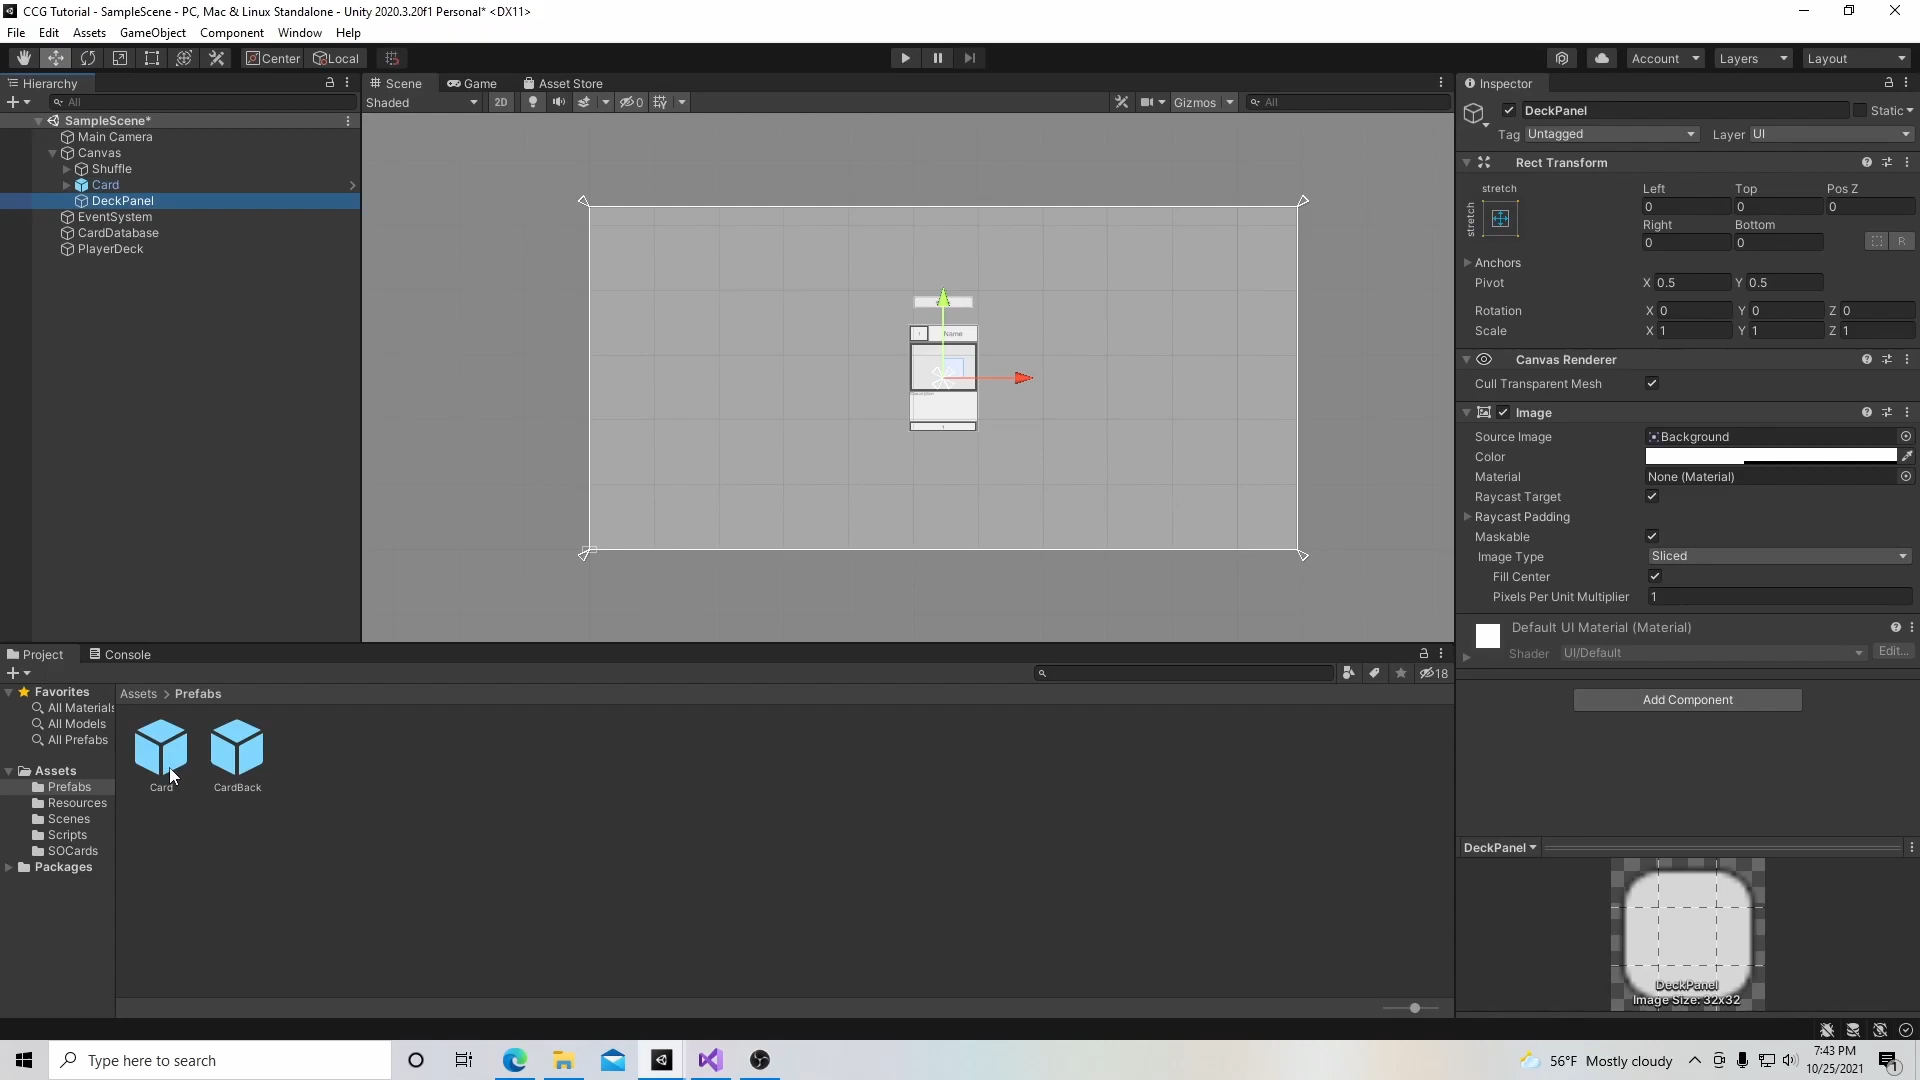 CCG Tutorial - SampleScene - PC, Mac & Linux Standalone - Unity 2020.3.20f1 Personal* <DX11>
File Edit Assets GameObject Component Window Help
Center Local Account Layers Layout
Hierarchy
All
SampleScene*
Main Camera
Canvas
Shuffle
Card
DeckPanel
EventSystem
CardDatabase
PlayerDeck
Scene Game Asset Store
Shaded 2D 0 Gizmos All
Name
Inspector
DeckPanel Static
Tag Untagged Layer UI
Rect Transform
stretch Left Top Pos Z
stretch 0 0 0
Right Bottom
0 0 R
Anchors
Pivot X 0.5 Y 0.5
Rotation X 0 Y 0 Z 0
Scale X 1 Y 1 Z 1
Canvas Renderer
Cull Transparent Mesh
Image
Source Image Background
Color
Material None (Material)
Raycast Target
Raycast Padding
Maskable
Image Type Sliced
Fill Center
Pixels Per Unit Multiplier 1
Default UI Material (Material)
Shader UI/Default Edit...
Add Component
DeckPanel
DeckPanel
Image Size: 32x32
Project Console
18
Favorites
All Materials
All Models
All Prefabs
Assets
Prefabs
Resources
Scenes
Scripts
SOCards
Packages
Assets > Prefabs
Card CardBack
Type here to search
56°F Mostly cloudy
7:43 PM
10/25/2021
1